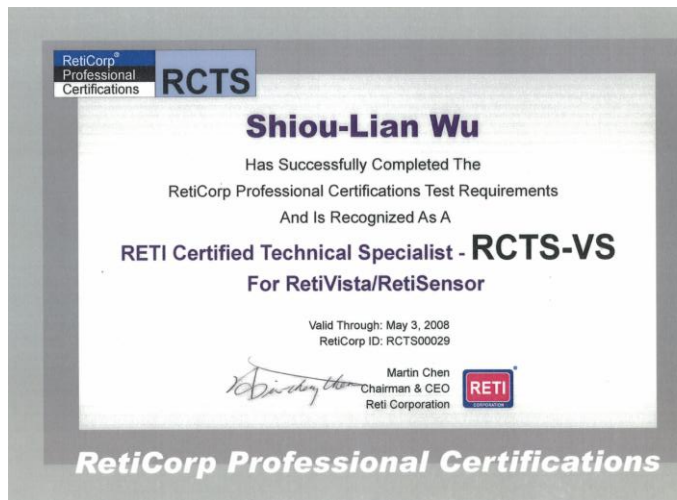 RetiCorp®
Professional
Certifications
RCTS
Shiou-Lian Wu
Has Successfully Completed The
RetiCorp Professional Certifications Test Requirements
And Is Recognized As A
RETI Certified Technical Specialist - RCTS-VS
For RetiVista/RetiSensor
Valid Through: May 3, 2008
RetiCorp ID: RCTS00029
Martin Chen
Chairman & CEO
Reti Corporation
RETI
CORPORATION
RetiCorp Professional Certifications